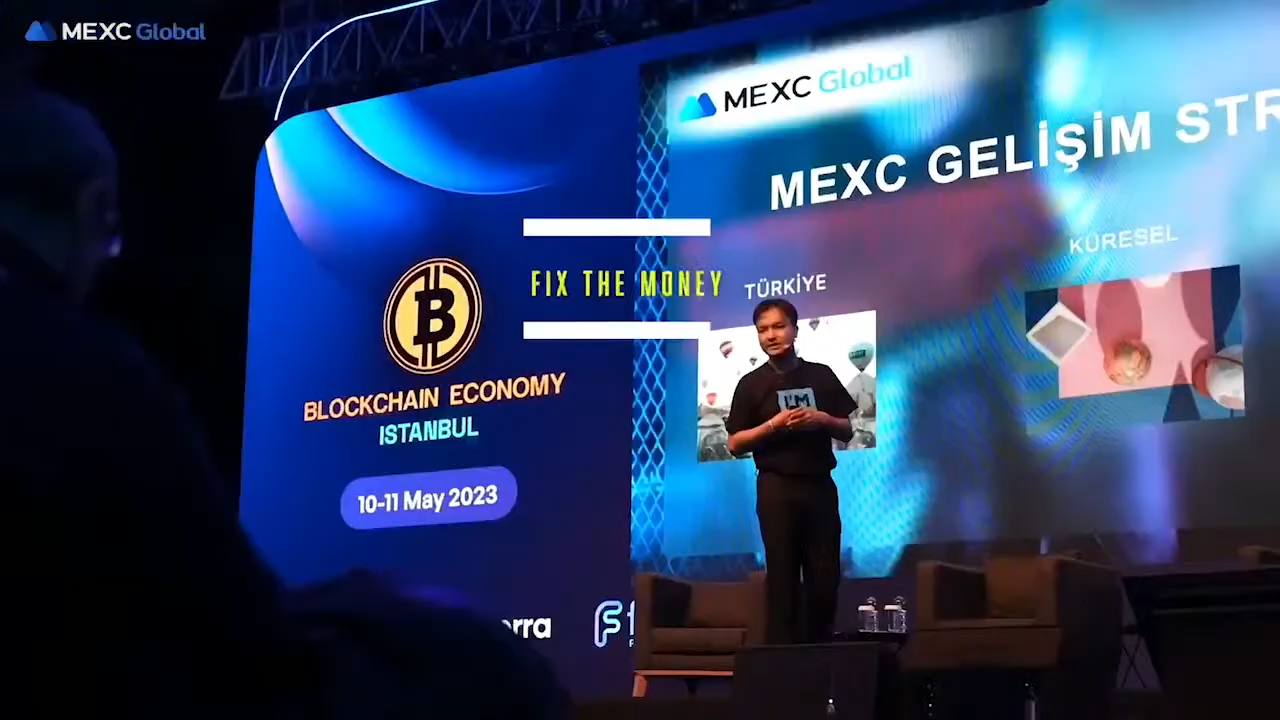 MEXC Global
MEXC Global
MEXC GELİŞİM STR
KÜRESEL
TÜRKİYE
FIX THE MONEY
BLOCKCHAIN ECONOMY
ISTANBUL
10-11 May 2023
I'M
rra